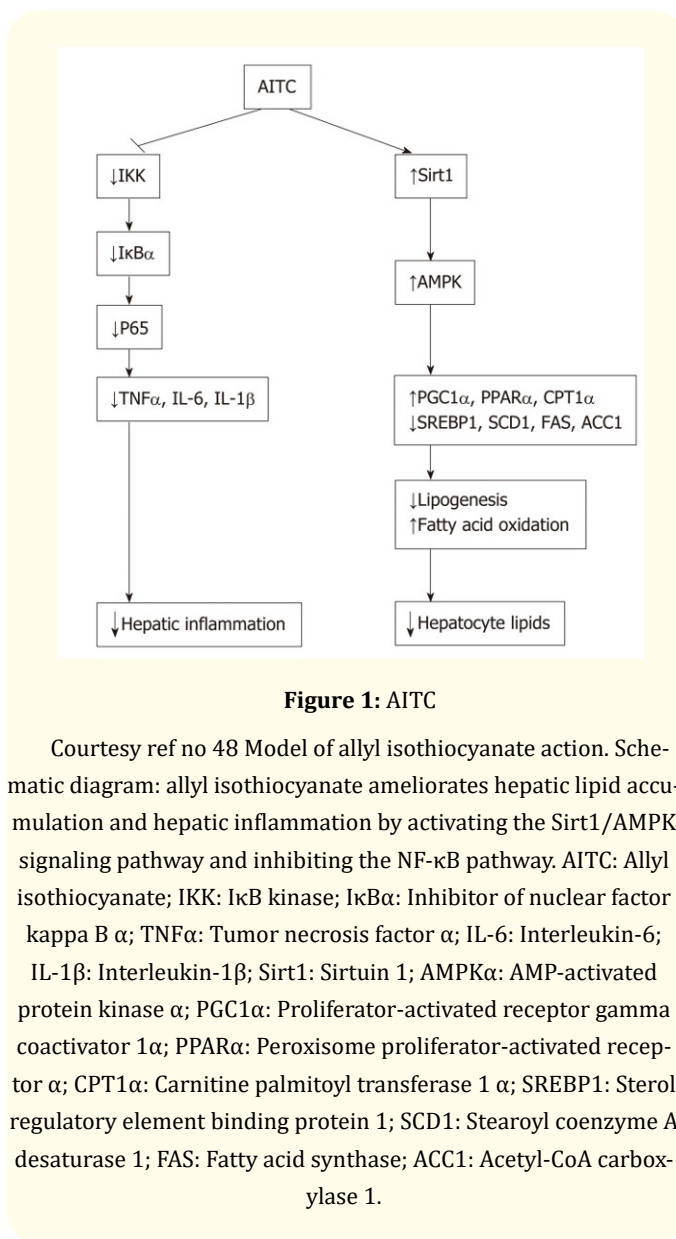 AITC
↓IKK
↑Sirt1
↓IκBα
↑AMPK
↓P65
↓TNFα, IL-6, IL-1β
↑PGC1α, PPARα, CPT1α
↓SREBP1, SCD1, FAS, ACC1
↓Lipogenesis
↑Fatty acid oxidation
↓Hepatic inflammation
↓Hepatocyte lipids
Figure 1: AITC
Courtesy ref no 48 Model of allyl isothiocyanate action. Sche-
matic diagram: allyl isothiocyanate ameliorates hepatic lipid accu-
mulation and hepatic inflammation by activating the Sirt1/AMPK
signaling pathway and inhibiting the NF-κB pathway. AITC: Allyl
isothiocyanate; IKK: IκB kinase; IκBα: Inhibitor of nuclear factor
kappa B α; TNFα: Tumor necrosis factor α; IL-6: Interleukin-6;
IL-1β: Interleukin-1β; Sirt1: Sirtuin 1; AMPKα: AMP-activated
protein kinase α; PGC1α: Proliferator-activated receptor gamma
coactivator 1α; PPARα: Peroxisome proliferator-activated recep-
tor α; CPT1α: Carnitine palmitoyl transferase 1 α; SREBP1: Sterol
regulatory element binding protein 1; SCD1: Stearoyl coenzyme A
desaturase 1; FAS: Fatty acid synthase; ACC1: Acetyl-CoA carbox-
ylase 1.